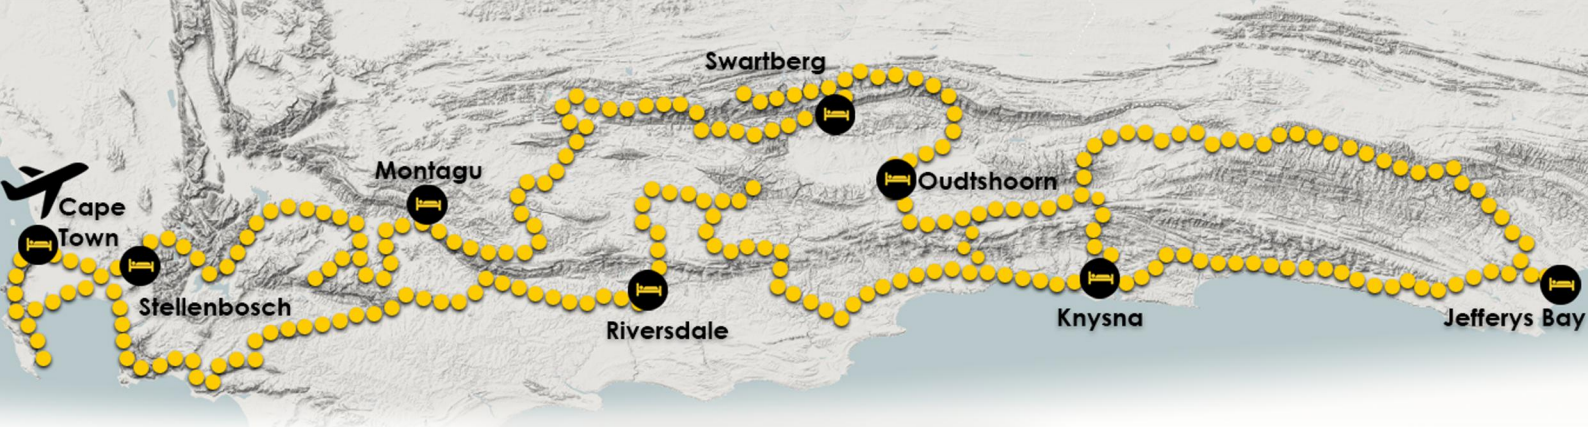 Swartberg
Montagu
Oudtshoorn
Cape
Town
Stellenbosch
Riversdale
Knysna
Jefferys Bay